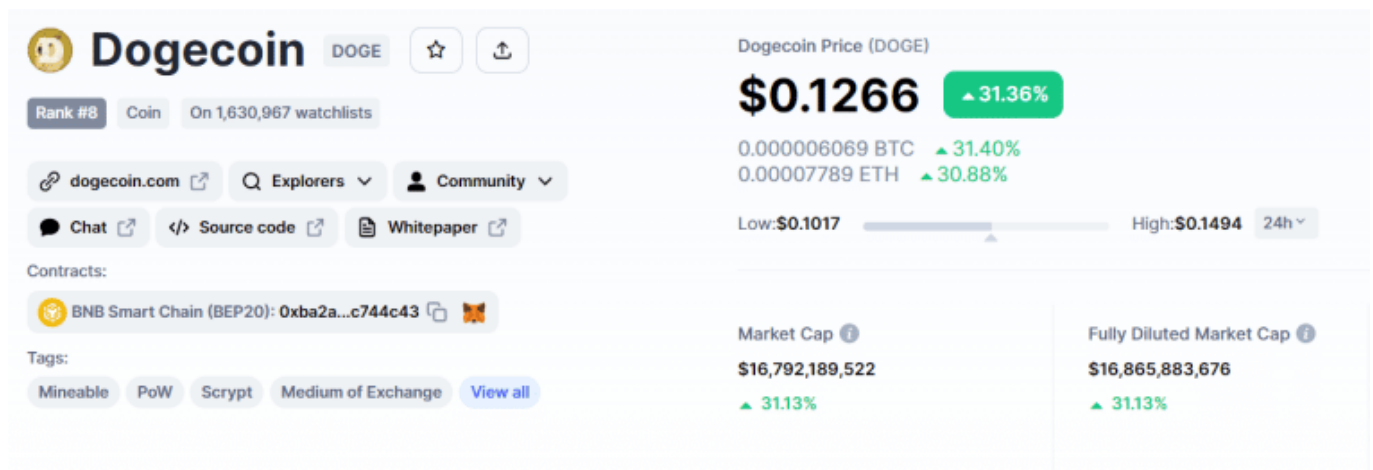 Dogecoin DOGE
Rank #8 Coin On 1,630,967 watchlists
dogecoin.com Explorers Community
Chat Source code Whitepaper
Contracts:
BNB Smart Chain (BEP20): 0xba2a...c744c43
Tags:
Mineable PoW Scrypt Medium of Exchange View all
Dogecoin Price (DOGE)
$0.1266 31.36%
0.000006069 BTC 31.40%
0.00007789 ETH 30.88%
Low:$0.1017 High:$0.1494 24h
Market Cap
$16,792,189,522
31.13%
Fully Diluted Market Cap
$16,865,883,676
31.13%